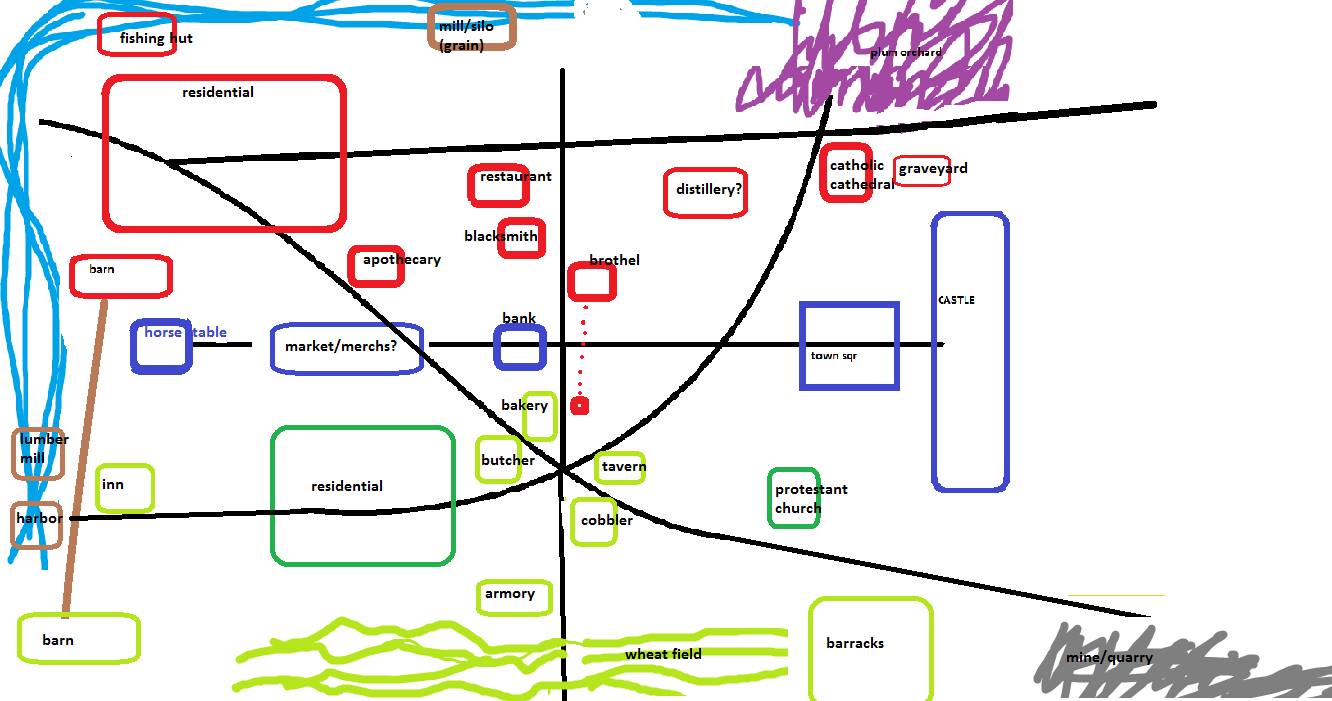 fishing hut
mill/silo
(grain)
plum orchard
residential
restaurant
distillery?
catholic
cathedral
graveyard
blacksmith
apothecary
brothel
barn
CASTLE
horse table
market/merchs?
bank
town sqr
bakery
lumber
mill
butcher
tavern
inn
residential
protestant
church
harbor
cobbler
armory
barn
wheat field
barracks
mine/quarry